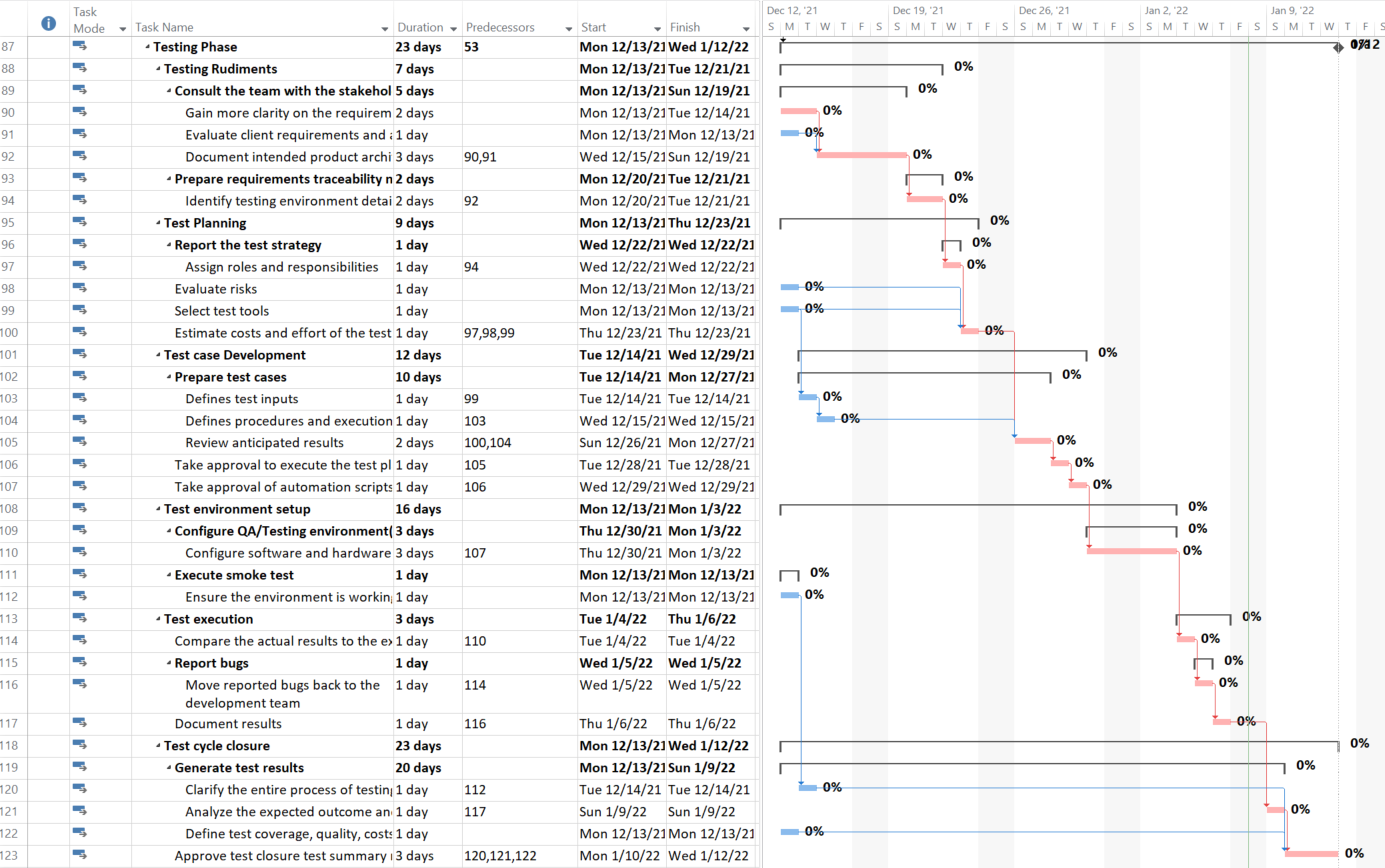 Task
Mode Task Name Duration Predecessors Start Finish
Dec 12, '21 Dec 19, '21 Dec 26, '21 Jan 2, '22 Jan 9, '22
S M T W T F S S M T W T F S S M T W T F S S M T W T F S S M T W T F S
87 Testing Phase 23 days 53 Mon 12/13/21 Wed 1/12/22 1/12
88 Testing Rudiments 7 days Mon 12/13/21 Tue 12/21/21 0%
89 Consult the team with the stakehol 5 days Mon 12/13/21 Sun 12/19/21 0%
90 Gain more clarity on the requirem 2 days Mon 12/13/21 Tue 12/14/21 0%
91 Evaluate client requirements and 1 day Mon 12/13/21 Mon 12/13/21 0%
92 Document intended product archi 3 days 90,91 Wed 12/15/21 Sun 12/19/21 0%
93 Prepare requirements traceability 2 days Mon 12/20/21 Tue 12/21/21 0%
94 Identify testing environment detai 2 days 92 Mon 12/20/21 Tue 12/21/21 0%
95 Test Planning 9 days Mon 12/13/21 Thu 12/23/21 0%
96 Report the test strategy 1 day Wed 12/22/21 Wed 12/22/21 0%
97 Assign roles and responsibilities 1 day 94 Wed 12/22/21 Wed 12/22/21 0%
98 Evaluate risks 1 day Mon 12/13/21 Mon 12/13/21 0%
99 Select test tools 1 day Mon 12/13/21 Mon 12/13/21 0%
100 Estimate costs and effort of the test 1 day 97,98,99 Thu 12/23/21 Thu 12/23/21 0%
101 Test case Development 12 days Tue 12/14/21 Wed 12/29/21 0%
102 Prepare test cases 10 days Tue 12/14/21 Mon 12/27/21 0%
103 Defines test inputs 1 day 99 Tue 12/14/21 Tue 12/14/21 0%
104 Defines procedures and execution 1 day 103 Wed 12/15/21 Wed 12/15/21 0%
105 Review anticipated results 2 days 100,104 Sun 12/26/21 Mon 12/27/21 0%
106 Take approval to execute the test pl 1 day 105 Tue 12/28/21 Tue 12/28/21 0%
107 Take approval of automation scripts 1 day 106 Wed 12/29/21 Wed 12/29/21 0%
108 Test environment setup 16 days Mon 12/13/21 Mon 1/3/22 0%
109 Configure QA/Testing environment( 3 days Thu 12/30/21 Mon 1/3/22 0%
110 Configure software and hardware 3 days 107 Thu 12/30/21 Mon 1/3/22 0%
111 Execute smoke test 1 day Mon 12/13/21 Mon 12/13/21 0%
112 Ensure the environment is working 1 day Mon 12/13/21 Mon 12/13/21 0%
113 Test execution 3 days Tue 1/4/22 Thu 1/6/22 0%
114 Compare the actual results to the ex 1 day 110 Tue 1/4/22 Tue 1/4/22 0%
115 Report bugs 1 day Wed 1/5/22 Wed 1/5/22 0%
116 Move reported bugs back to the 1 day 114 Wed 1/5/22 Wed 1/5/22 0%
development team
117 Document results 1 day 116 Thu 1/6/22 Thu 1/6/22 0%
118 Test cycle closure 23 days Mon 12/13/21 Wed 1/12/22 0%
119 Generate test results 20 days Mon 12/13/21 Sun 1/9/22 0%
120 Clarify the entire process of testing 1 day 112 Tue 12/14/21 Tue 12/14/21 0%
121 Analyze the expected outcome an 1 day 117 Sun 1/9/22 Sun 1/9/22 0%
122 Define test coverage, quality, costs 1 day Mon 12/13/21 Mon 12/13/21 0%
123 Approve test closure test summary 3 days 120,121,122 Mon 1/10/22 Wed 1/12/22 0%